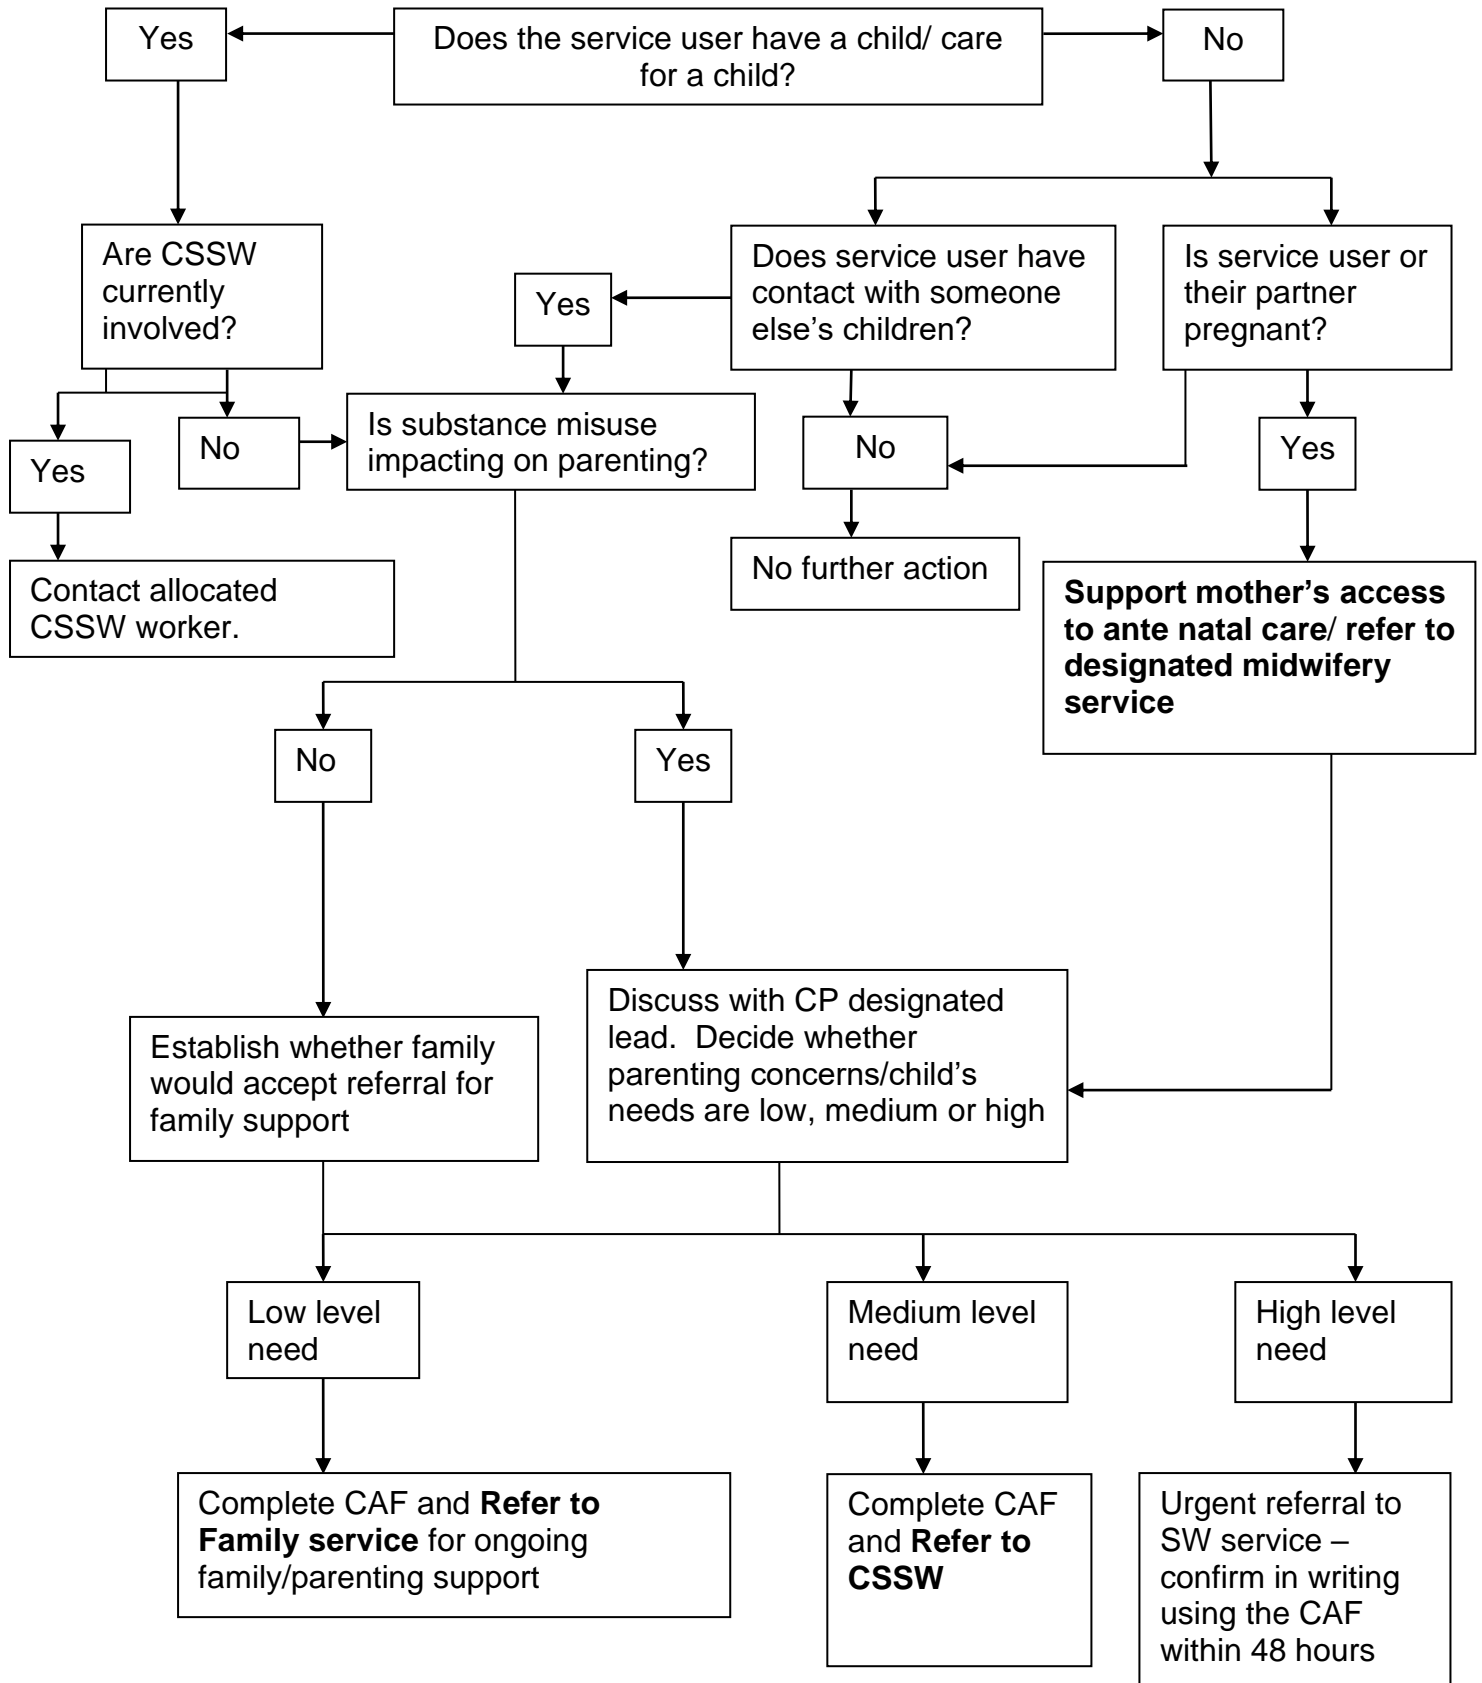 Yes
Does the service user have a child/ care
for a child?
No
Are CSSW
currently
involved?
Yes
Does service user have
contact with someone
else’s children?
Is service user or
their partner
pregnant?
Yes
No
Is substance misuse
impacting on parenting?
No
Yes
Contact allocated
CSSW worker.
No further action
Support mother’s access
to ante natal care/ refer to
designated midwifery
service
No
Yes
Establish whether family
would accept referral for
family support
Discuss with CP designated
lead.  Decide whether
parenting concerns/child’s
needs are low, medium or high
Low level
need
Medium level
need
High level
need
Complete CAF and Refer to
Family service for ongoing
family/parenting support
Complete CAF
and Refer to
CSSW
Urgent referral to
SW service –
confirm in writing
using the CAF
within 48 hours